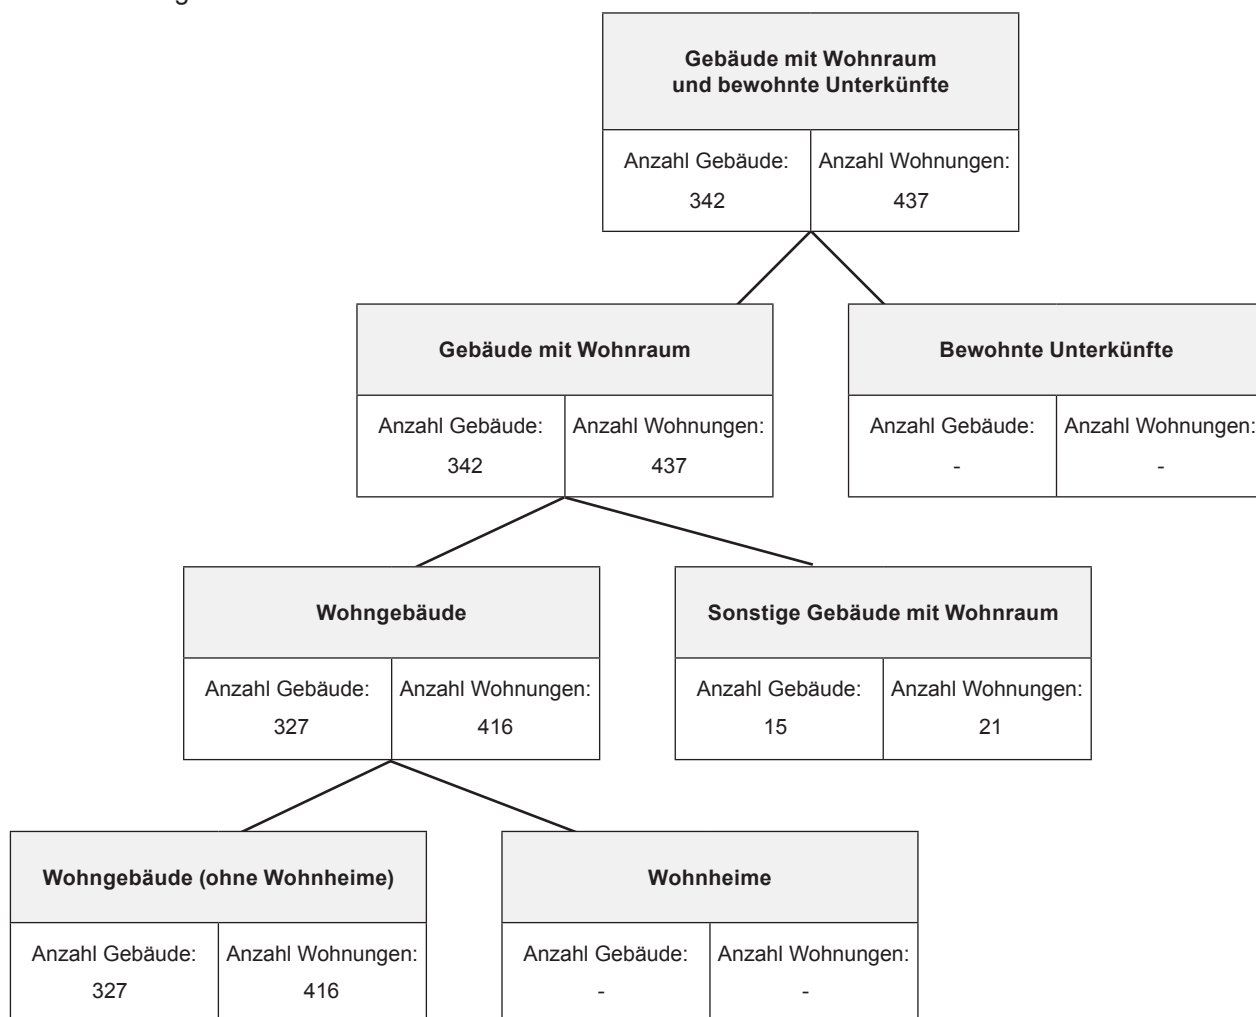 Gebäude mit Wohnraum
und bewohnte Unterkünfte
Anzahl Gebäude: Anzahl Wohnungen:
342 437
Gebäude mit Wohnraum
Bewohnte Unterkünfte
Anzahl Gebäude: Anzahl Wohnungen:
342 437
Anzahl Gebäude: Anzahl Wohnungen:
- -
Wohngebäude
Sonstige Gebäude mit Wohnraum
Anzahl Gebäude: Anzahl Wohnungen:
327 416
Anzahl Gebäude: Anzahl Wohnungen:
15 21
Wohngebäude (ohne Wohnheime)
Wohnheime
Anzahl Gebäude: Anzahl Wohnungen:
327 416
Anzahl Gebäude: Anzahl Wohnungen:
- -